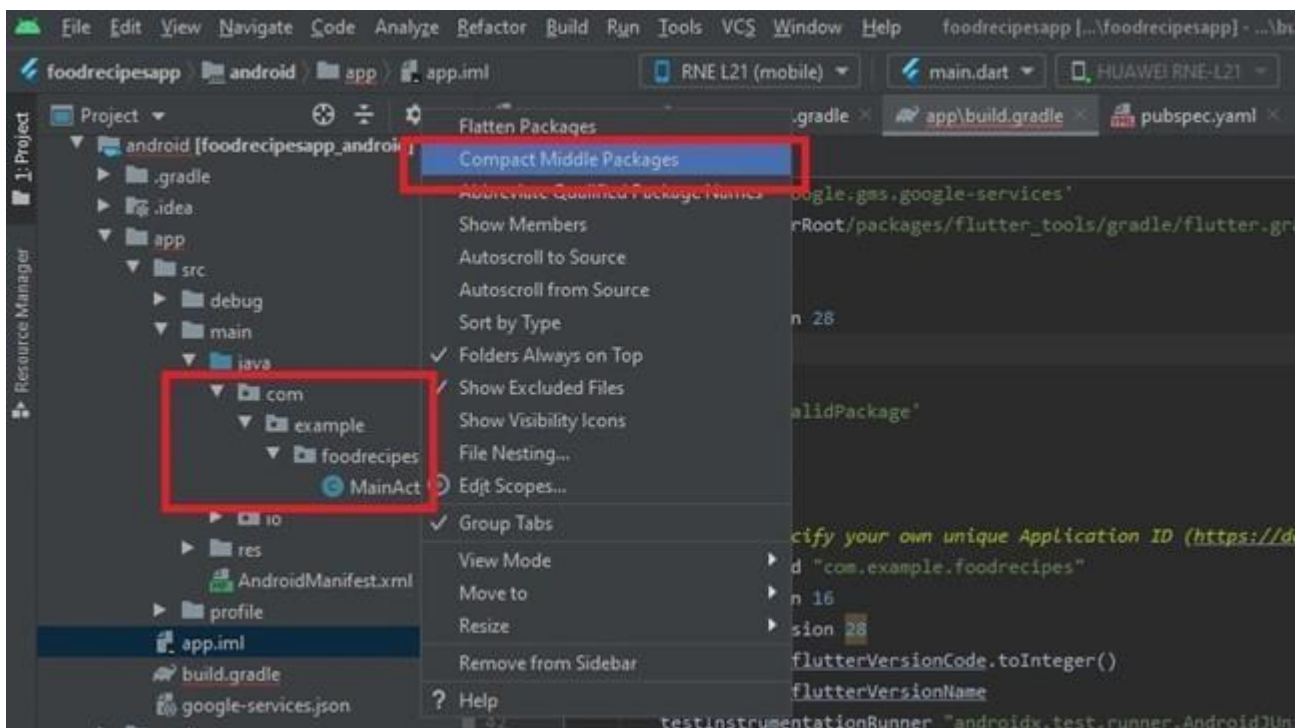 File Edit View Navigate Code Analyze Refactor Build Run Tools VCS Window Help foodrecipesapp [...\foodrecipesapp] - ...\bu
foodrecipesapp android app app.iml RNE L21 (mobile) main.dart HUAWEI RNE-L21
1: Project
Resource Manager
Project
android [foodrecipesapp_android]
.gradle
.idea
app
src
debug
main
java
com
example
foodrecipes
MainAct
io
res
AndroidManifest.xml
profile
app.iml
build.gradle
google-services.json
Flatten Packages
Compact Middle Packages
Abbreviate Qualified Package Names
Show Members
Autoscroll to Source
Autoscroll from Source
Sort by Type
Folders Always on Top
Show Excluded Files
Show Visibility Icons
File Nesting...
Edit Scopes...
Group Tabs
View Mode
Move to
Resize
Remove from Sidebar
? Help
.gradle app\build.gradle pubspec.yaml
ogle.gms.google-services'
rRoot/packages/flutter_tools/gradle/flutter.gra
n 28
alidPackage'
cify your own unique Application ID (https://de
d "com.example.foodrecipes"
n 16
sion 28
flutterVersionCode.toInteger()
flutterVersionName
42 testInstrumentationRunner "androidx.test.runner.AndroidJUn